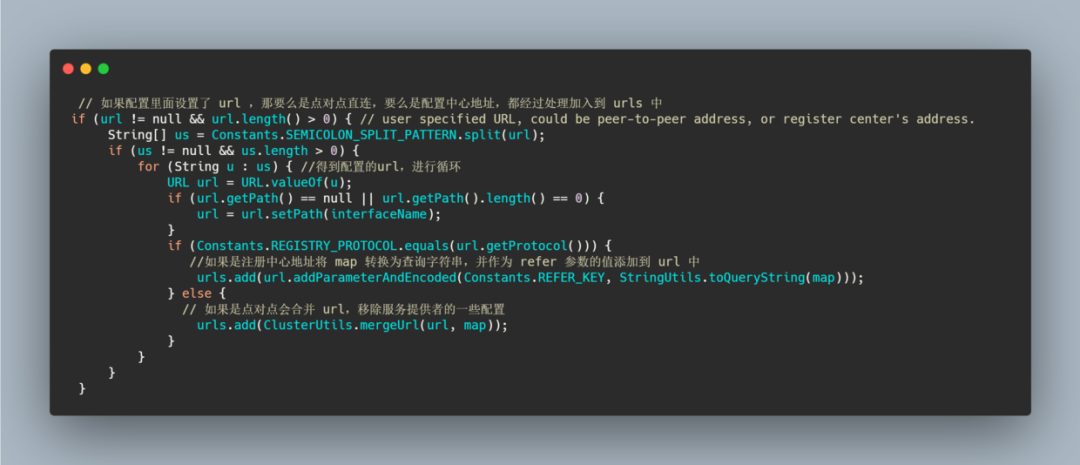 // 如果配置里面设置了 url ，那要么是点对点直连，要么是配置中心地址，都经过处理加入到 urls 中
if (url != null && url.length() > 0) { // user specified URL, could be peer-to-peer address, or register center's address.
String[] us = Constants.SEMICOLON_SPLIT_PATTERN.split(url);
if (us != null && us.length > 0) {
for (String u : us) { //得到配置的url，进行循环
URL url = URL.valueOf(u);
if (url.getPath() == null || url.getPath().length() == 0) {
url = url.setPath(interfaceName);
}
if (Constants.REGISTRY_PROTOCOL.equals(url.getProtocol())) {
//如果是注册中心地址将 map 转换为查询字符串，并作为 refer 参数的值添加到 url 中
urls.add(url.addParameterAndEncoded(Constants.REFER_KEY, StringUtils.toQueryString(map)));
} else {
// 如果是点对点会合并 url，移除服务提供者的一些配置
urls.add(ClusterUtils.mergeUrl(url, map));
}
}
}
}